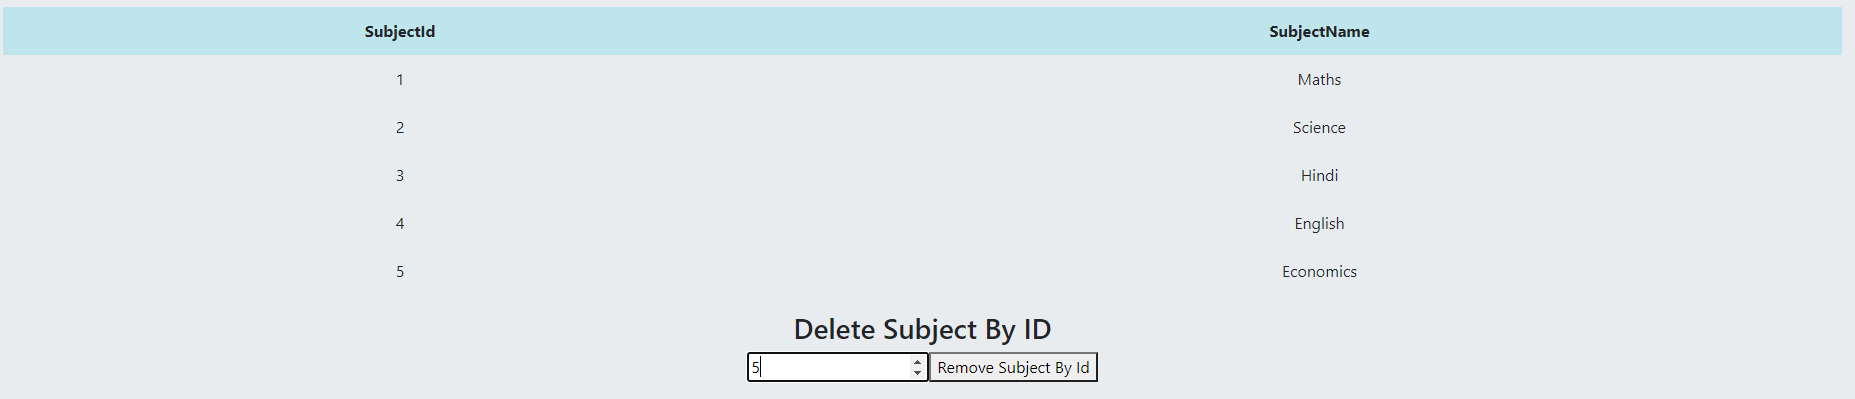 SubjectId SubjectName
1 Maths
2 Science
3 Hindi
4 English
5 Economics
Delete Subject By ID
5 Remove Subject By Id